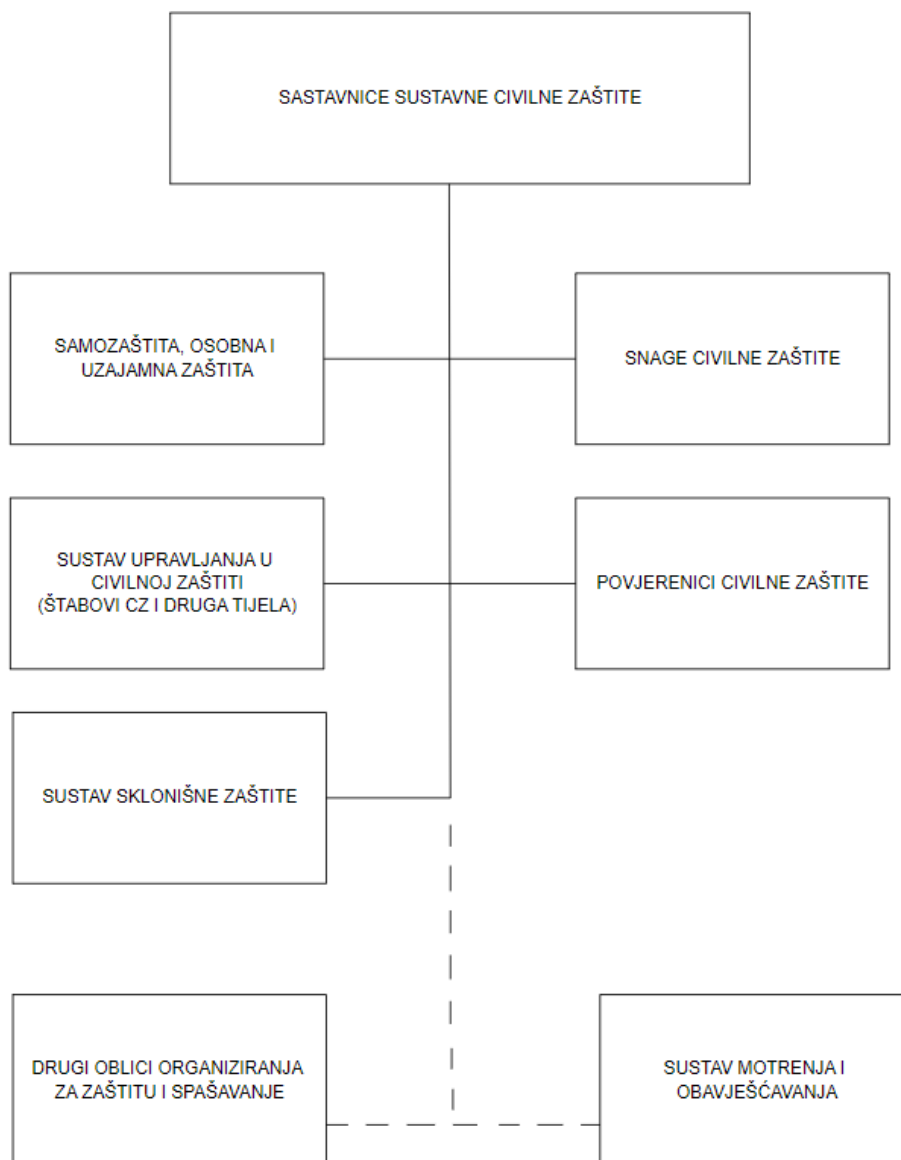 SASTAVNICE SUSTAVNE CIVILNE ZAŠTITE
SAMOZAŠTITA, OSOBNA I
UZAJAMNA ZAŠTITA
SNAGE CIVILNE ZAŠTITE
SUSTAV UPRAVLJANJA U
CIVILNOJ ZAŠTITI
(ŠTABOVI CZ I DRUGA TIJELA)
POVJERENICI CIVILNE ZAŠTITE
SUSTAV SKLONIŠNE ZAŠTITE
DRUGI OBLICI ORGANIZIRANJA
ZA ZAŠTITU I SPAŠAVANJE
SUSTAV MOTRENJA I
OBAVJEŠĆAVANJA